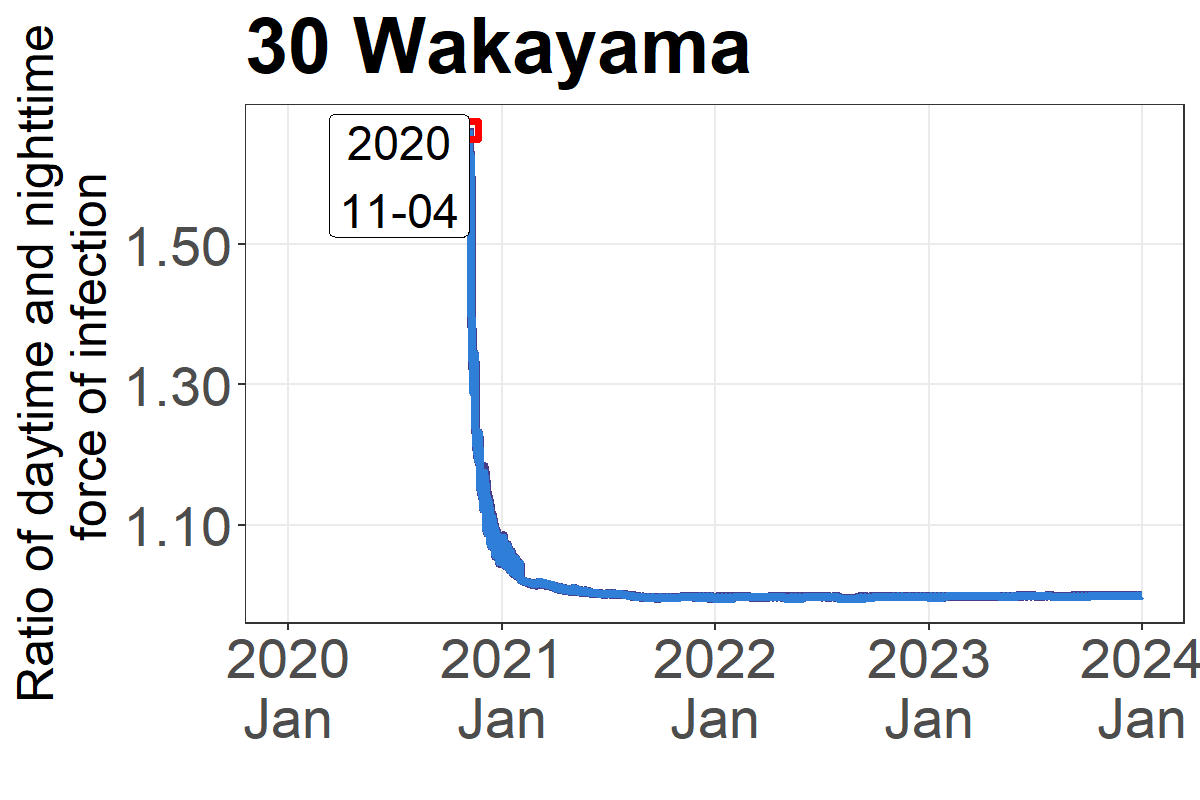 30 Wakayama
Ratio of daytime and nighttime
force of infection
2020
11-04
1.50
1.30
1.10
2020 2021 2022 2023 2024
Jan Jan Jan Jan Jan